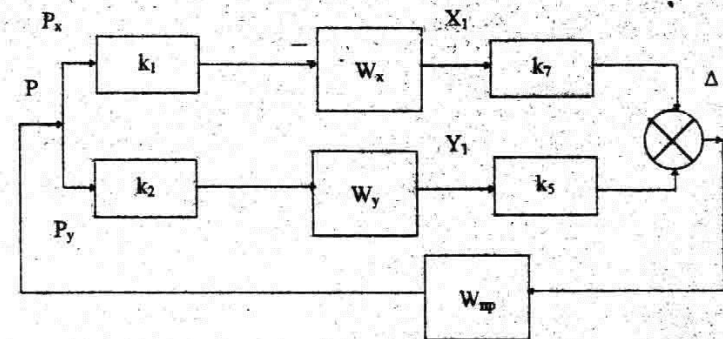 Pₓ
X₁
k₁
—
Wₓ
k₇
Δ
P
Y₁
k₂
W_y
k₅
P_y
W_пр